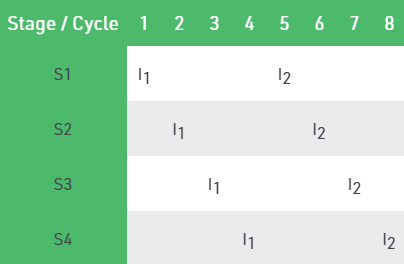 Stage / Cycle 1 2 3 4 5 6 7 8
S1 I1 I2
S2 I1 I2
S3 I1 I2
S4 I1 I2